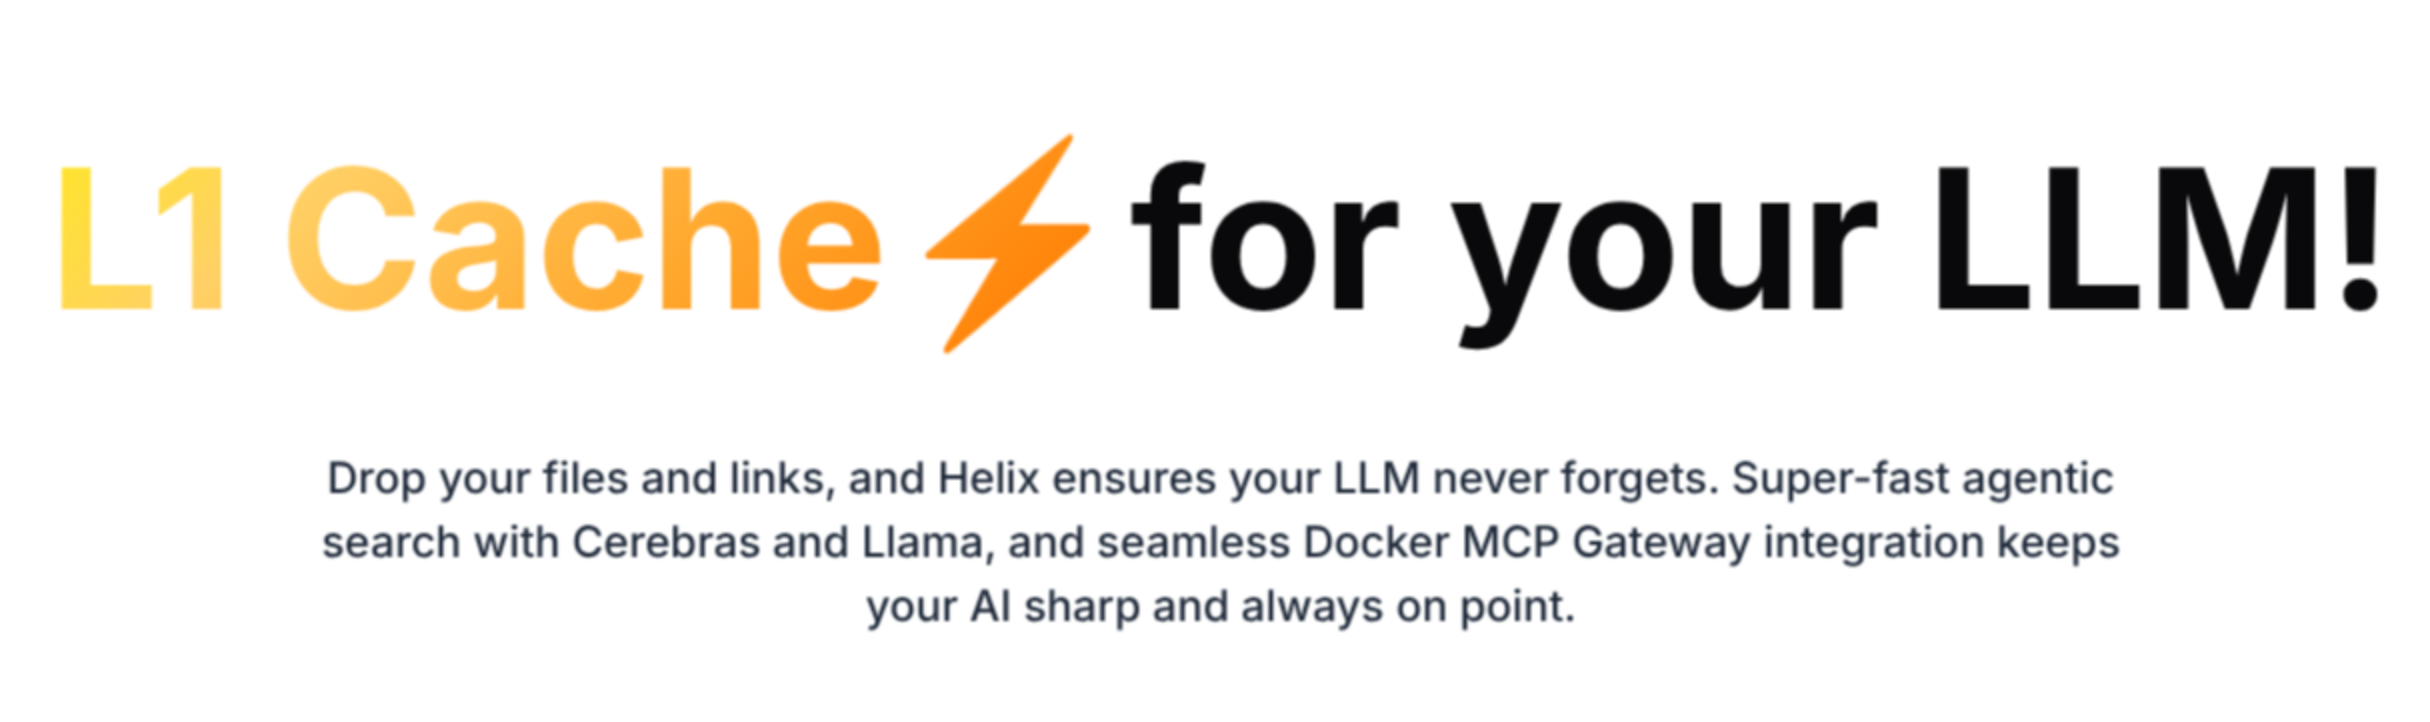 L1 Cache⚡ for your LLM!
Drop your files and links, and Helix ensures your LLM never forgets. Super-fast agentic
search with Cerebras and Llama, and seamless Docker MCP Gateway integration keeps
your AI sharp and always on point.